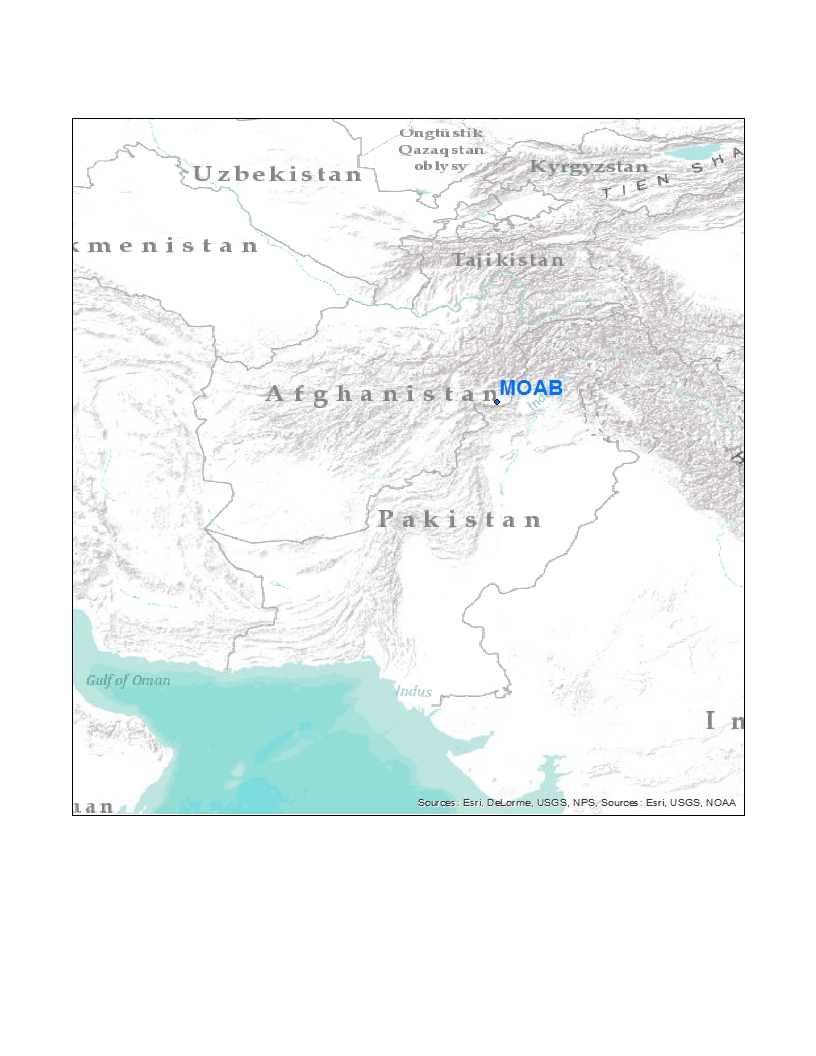 Ongtüstik
Qazaqstan
oblysy
Uzbekistan
Kyrgyzstan
TIEN SHA
kmenistan
Tajikistan
MOAB
Afghanistan
Ind
Pakistan
H
Gulf of Oman
Indus
In
nan
Sources: Esri, DeLorme, USGS, NPS, Sources: Esri, USGS, NOAA